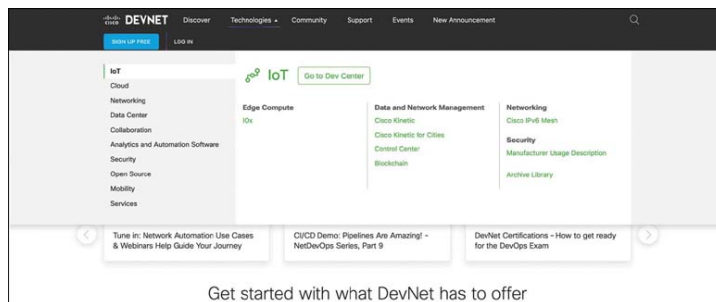 CISCO DEVNET Discover Technologies Community Support Events New Announcement
SIGN UP FREE LOG IN
IoT
Cloud
Networking
Data Center
Collaboration
Analytics and Automation Software
Security
Open Source
Mobility
Services
IoT Go to Dev Center
Edge Compute
IOx
Data and Network Management
Cisco Kinetic
Cisco Kinetic for Cities
Control Center
Blockchain
Networking
Cisco IPv6 Mesh
Security
Manufacturer Usage Description
Archive Library
Tune in: Network Automation Use Cases
& Webinars Help Guide Your Journey
CI/CD Demo: Pipelines Are Amazing! -
NetDevOps Series, Part 9
DevNet Certifications - How to get ready
for the DevOps Exam
Get started with what DevNet has to offer